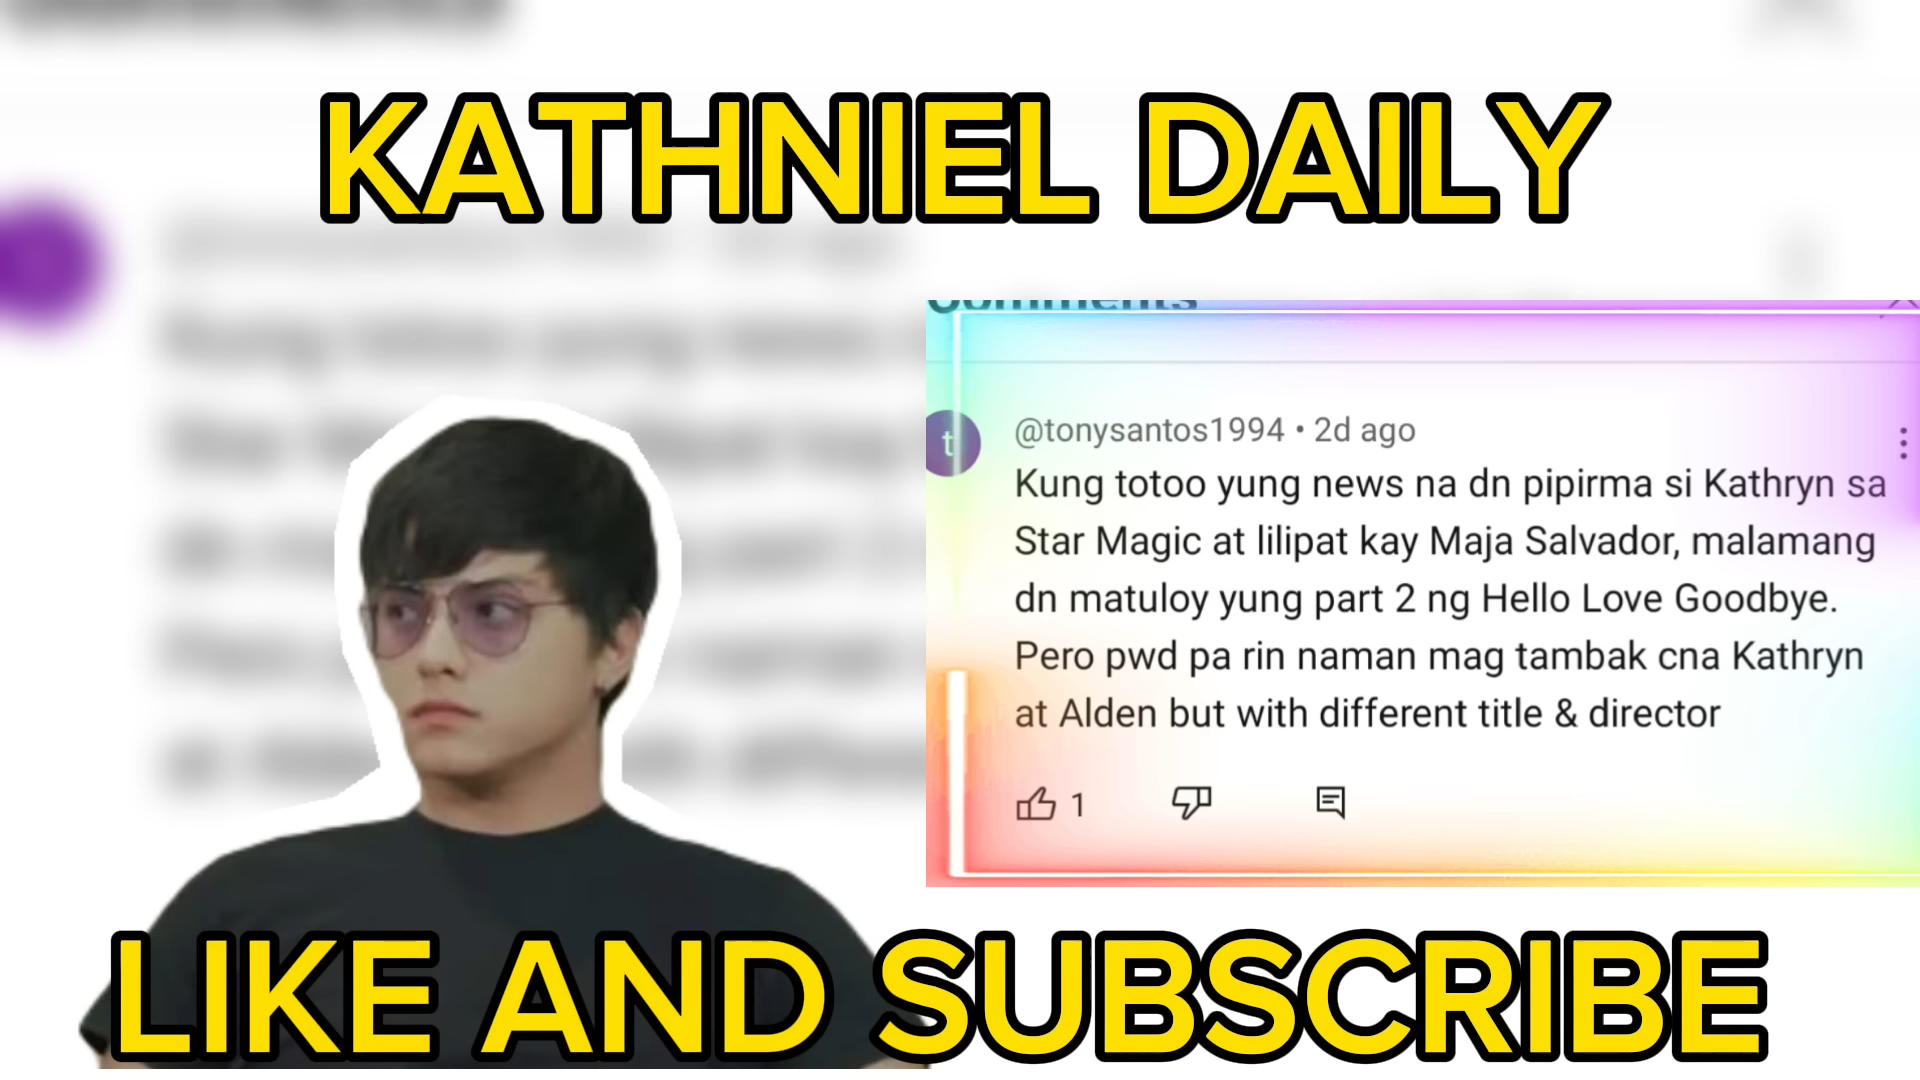 KATHNIEL DAILY
Comments
t
@tonysantos1994 • 2d ago
Kung totoo yung news na dn pipirma si Kathryn sa
Star Magic at lilipat kay Maja Salvador, malamang
dn matuloy yung part 2 ng Hello Love Goodbye.
Pero pwd pa rin naman mag tambak cna Kathryn
at Alden but with different title & director
1
LIKE AND SUBSCRIBE